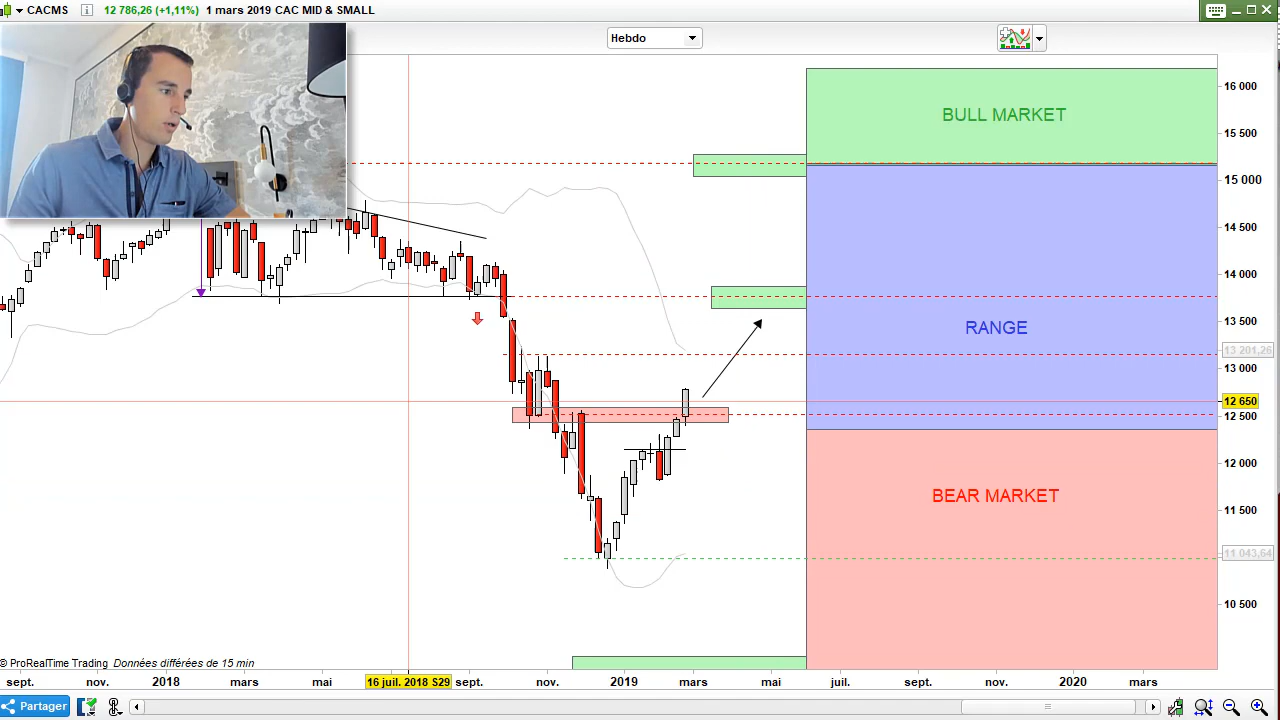 CACMS
12 786,26 (+1,11%)
1 mars 2019 CAC MID & SMALL
Hebdo
BULL MARKET
RANGE
BEAR MARKET
16 000
15 500
15 000
14 500
14 000
13 500
13 201,26
13 000
12 650
12 500
12 000
11 500
11 043,64
10 500
© ProRealTime Trading Données différées de 15 min
sept. nov. 2018 mars mai 16 juil. 2018 S29 sept. nov. 2019 mars mai juil. sept. nov. 2020 mars
Partager